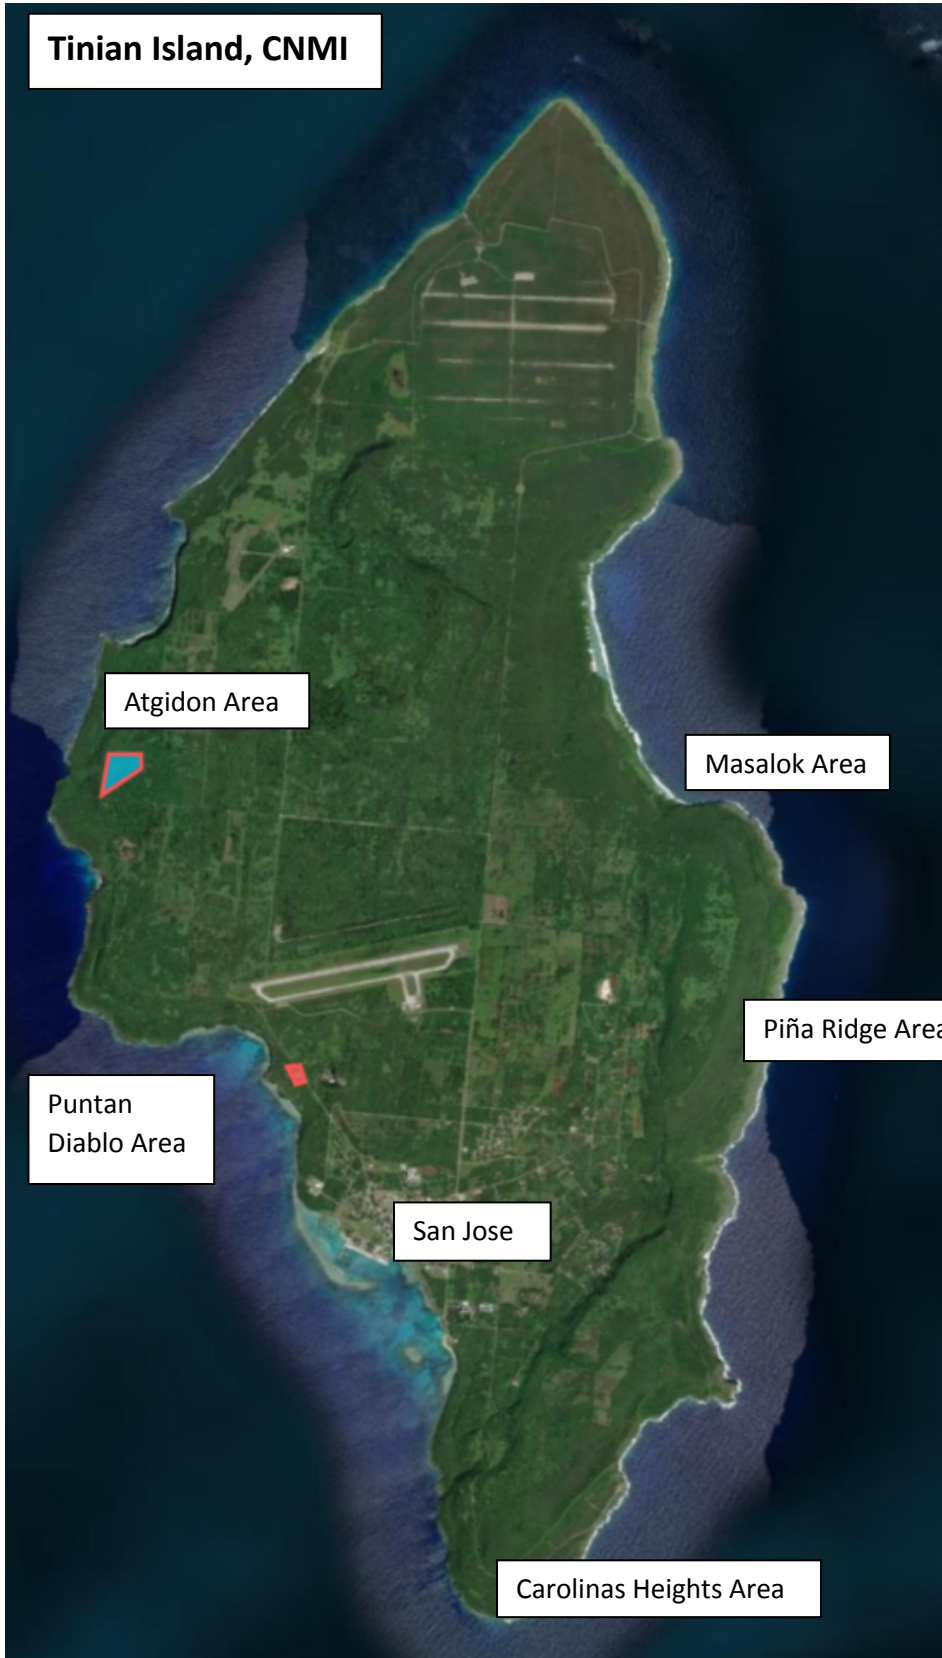 Tinian Island, CNMI
Atgidon Area
Masalok Area
Piña Ridge Area
Puntan
Diablo Area
San Jose
Carolinas Heights Area